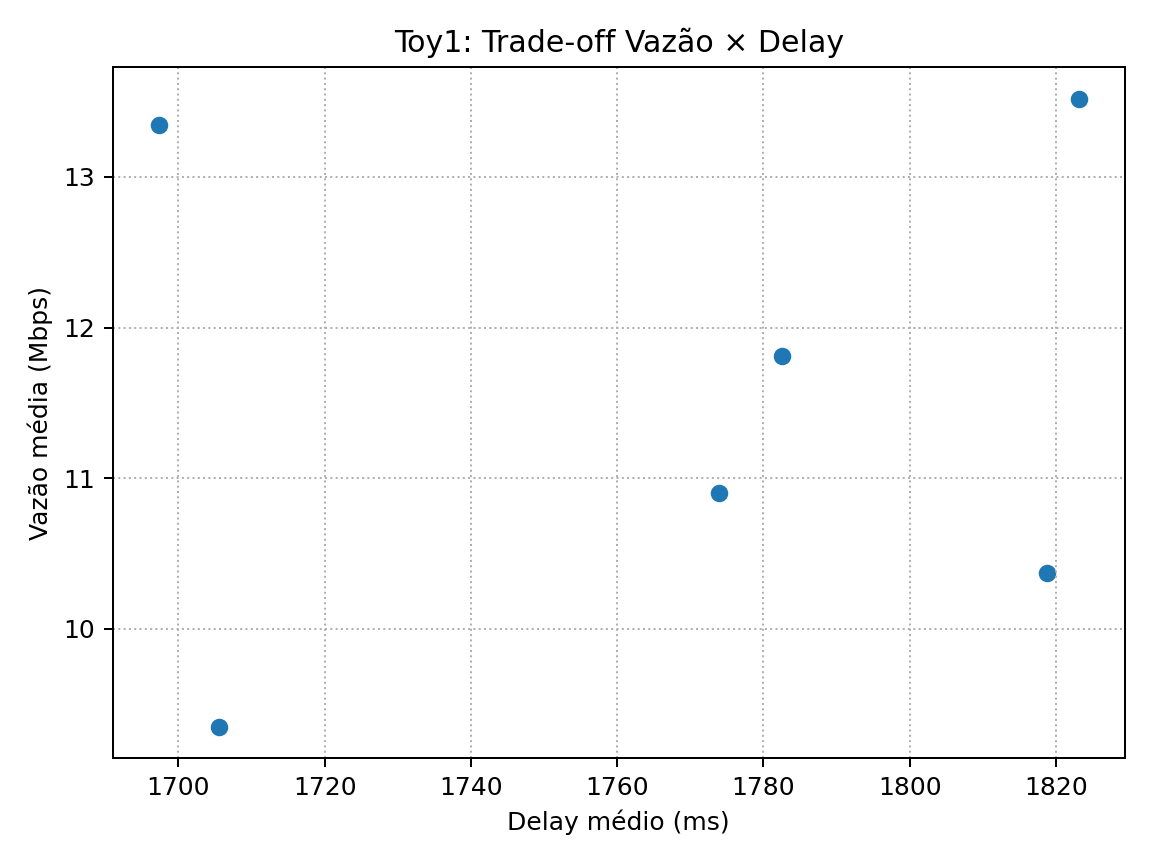 Toy1: Trade-off Vazão × Delay
Vazão média (Mbps)
13
12
11
10
1700 1720 1740 1760 1780 1800 1820
Delay médio (ms)